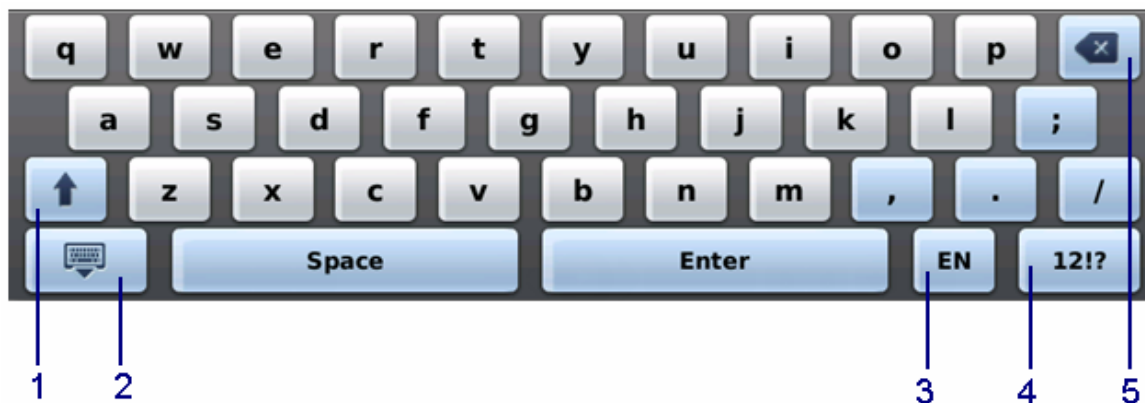 q w e r t y u i o p
a s d f g h j k l ;
z x c v b n m , . /
Space Enter EN 12!?
1 2 3 4 5